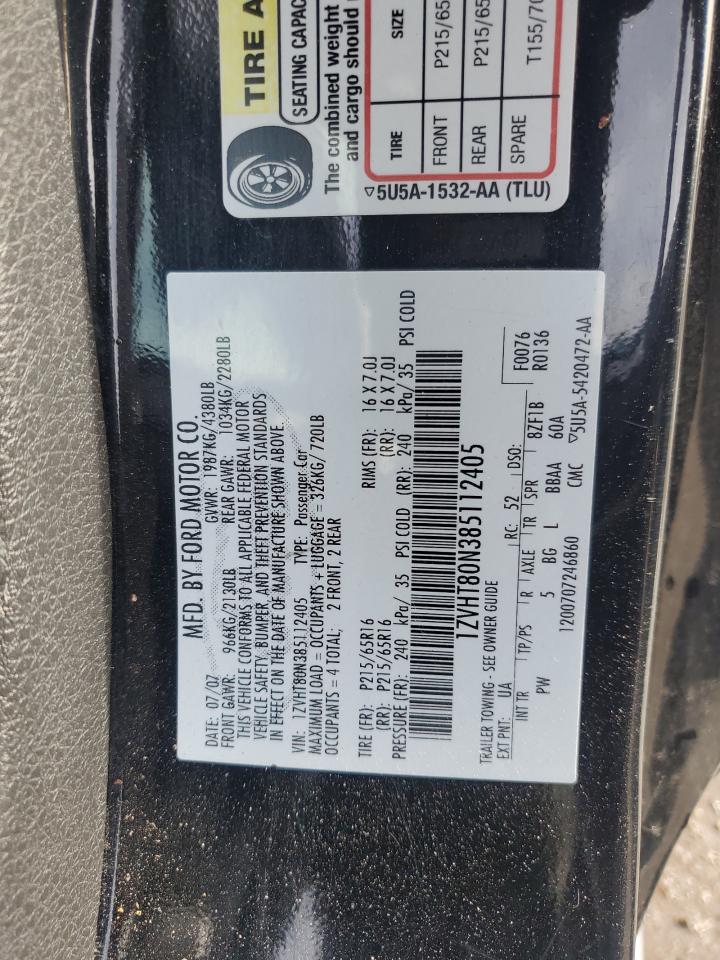 TIRE A
SEATING CAPAC
The combined weight
and cargo should
TIRE SIZE
FRONT P215/65
REAR P215/65
SPARE T155/70
5U5A-1532-AA (TLU)
MFD. BY FORD MOTOR CO.
DATE: 07/07 GVWR: 1987KG/4380LB
FRONT GAWR: 966KG/2130LB REAR GAWR: 1034KG/2280LB
THIS VEHICLE CONFORMS TO ALL APPLICABLE FEDERAL MOTOR
VEHICLE SAFETY, BUMPER, AND THEFT PREVENTION STANDARDS
IN EFFECT ON THE DATE OF MANUFACTURE SHOWN ABOVE.
VIN: 1ZVHT80N385112405 TYPE: Passenger Car
MAXIMUM LOAD = OCCUPANTS + LUGGAGE = 326KG/ 720LB
OCCUPANTS = 4 TOTAL; 2 FRONT, 2 REAR
TIRE (FR): P215/65R16 RIMS (FR): 16 X 7.0J
(RR): P215/65R16 (RR): 16 X 7.0J
PRESSURE (FR): 240 kPa/ 35 PSI COLD (RR): 240 kPa/ 35 PSI COLD
1ZVHT80N385112405
TRAILER TOWING - SEE OWNER GUIDE
EXT PNT: UA RC: 52 DSO: F0076
R0136
INT TR TP/PS R AXLE TR SPR 8ZF1B
PW 5 BG L BBAA 60A
1200707246860 CMC 5U5A-5420472-AA